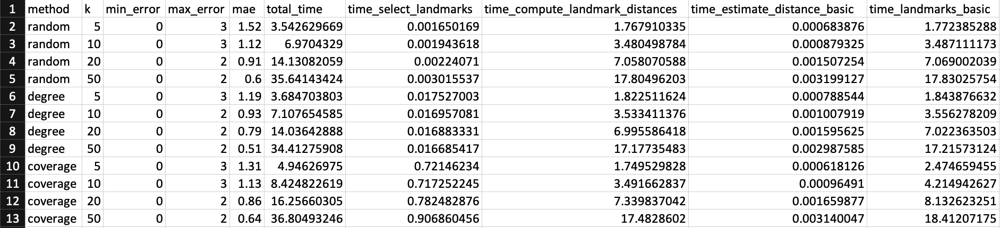 1 method k min_error max_error mae total_time time_select_landmarks time_compute_landmark_distances time_estimate_distance_basic time_landmarks_basic
2 random 5 0 3 1.52 3.542629669 0.001650169 1.767910335 0.000683876 1.772385288
3 random 10 0 3 1.12 6.9704329 0.001943618 3.480498784 0.000879325 3.487111173
4 random 20 0 2 0.91 14.13082059 0.00224071 7.058070588 0.001507254 7.069002039
5 random 50 0 2 0.6 35.64143424 0.003015537 17.80496203 0.003199127 17.83025754
6 degree 5 0 3 1.19 3.684703803 0.017527003 1.822511624 0.000788544 1.843876632
7 degree 10 0 2 0.93 7.107654585 0.016957081 3.533411376 0.001007919 3.556278209
8 degree 20 0 2 0.79 14.03642888 0.016883331 6.995586418 0.001595625 7.022363503
9 degree 50 0 2 0.51 34.41275908 0.016685417 17.17735483 0.002987585 17.21573124
10 coverage 5 0 3 1.31 4.94626975 0.72146234 1.749529828 0.000618126 2.474659455
11 coverage 10 0 3 1.13 8.424822619 0.717252245 3.491662837 0.00096491 4.214942627
12 coverage 20 0 2 0.86 16.25660305 0.782482876 7.339837042 0.001659877 8.132623251
13 coverage 50 0 2 0.64 36.80493246 0.906860456 17.4828602 0.003140047 18.41207175